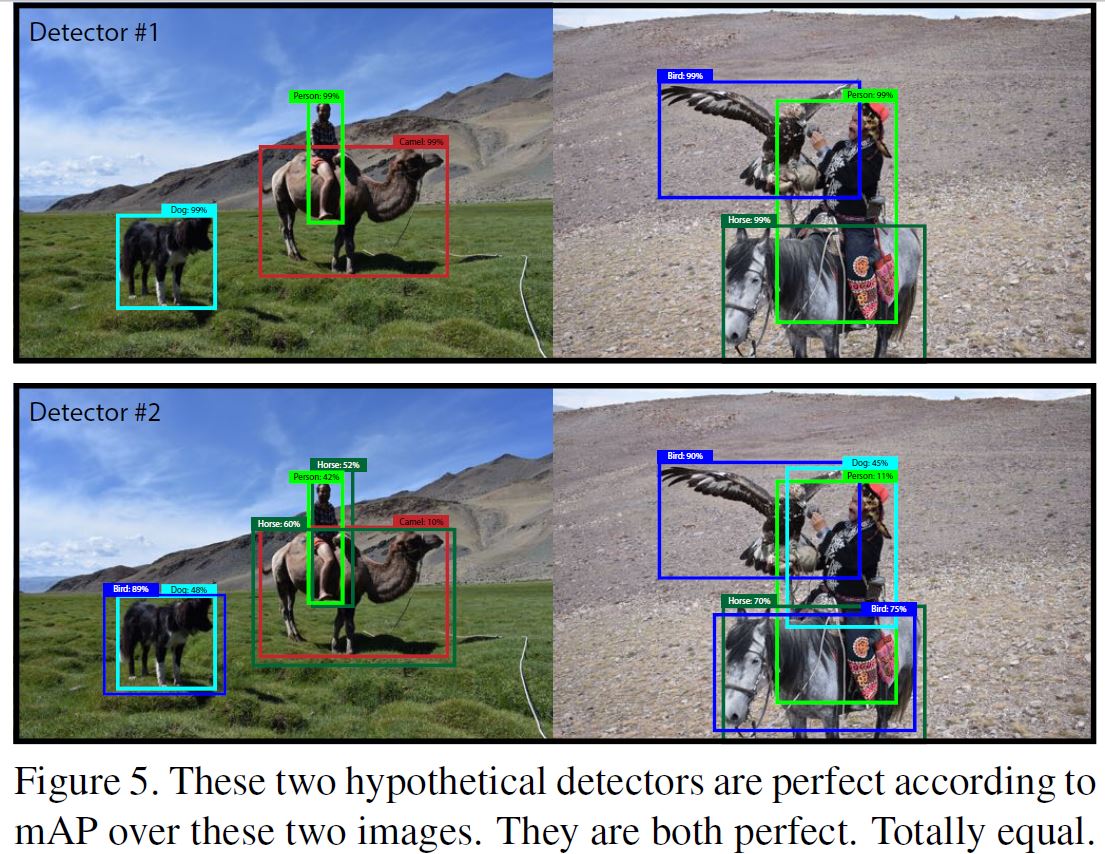 Detector #1
Person: 99%
Camel: 99%
Dog: 99%
Bird: 99%
Person: 99%
Horse: 99%
Detector #2
Horse: 52%
Person: 42%
Horse: 60%
Camel: 10%
Bird: 89%
Dog: 48%
Bird: 90%
Dog: 45%
Person: 11%
Horse: 70%
Bird: 75%
Figure 5. These two hypothetical detectors are perfect according to
mAP over these two images. They are both perfect. Totally equal.